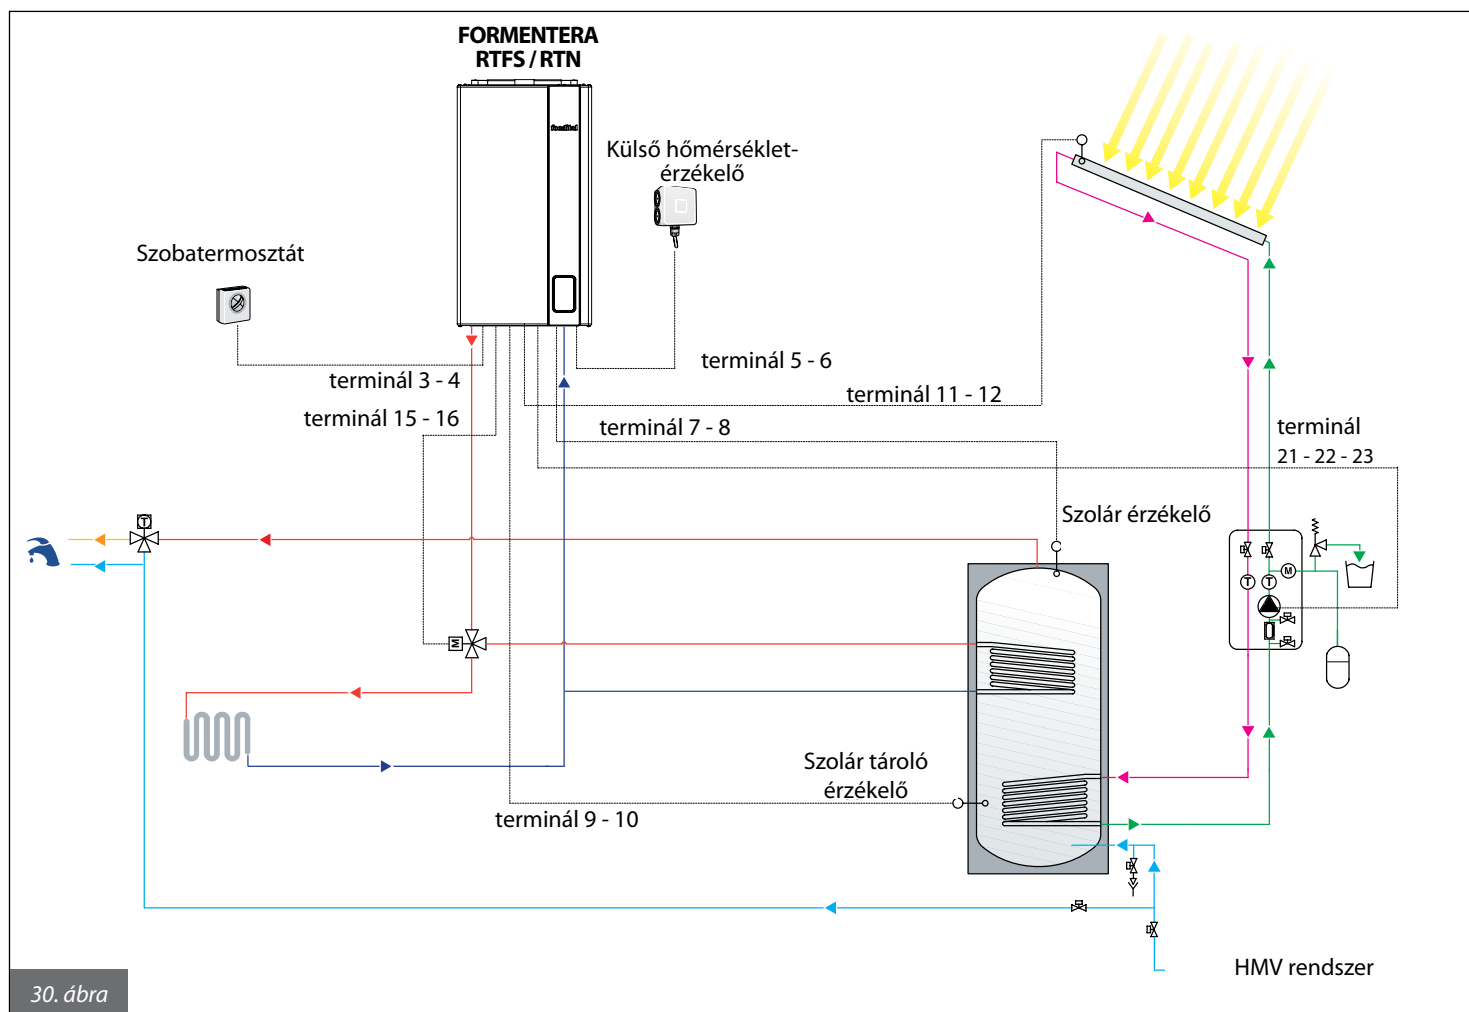 FORMENTERA
RTFS / RTN
fondital
Külső hőmérséklet-
érzékelő
Szobatermosztát
terminál 3 - 4
terminál 5 - 6
terminál 11 - 12
terminál 15 - 16
terminál 7 - 8
terminál
21 - 22 - 23
Szolár érzékelő
T
M
T
T
M
Szolár tároló
érzékelő
terminál 9 - 10
HMV rendszer
30. ábra